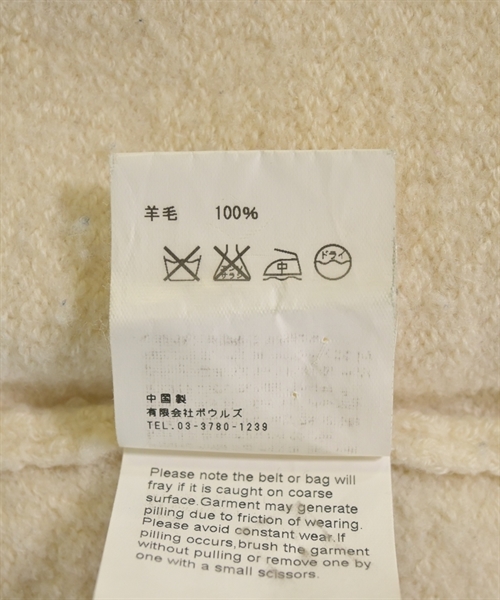 羊毛 100%
中 ドライ
中国製
有限会社ボウルズ
TEL.03-3780-1239
Please note the belt or bag will
fray if it is caught on coarse
surface.Garment may generate
pilling due to friction of wearing.
Please avoid constant wear.If
pilling occurs,brush the garment
without pulling or remove one by
one with a small scissors.